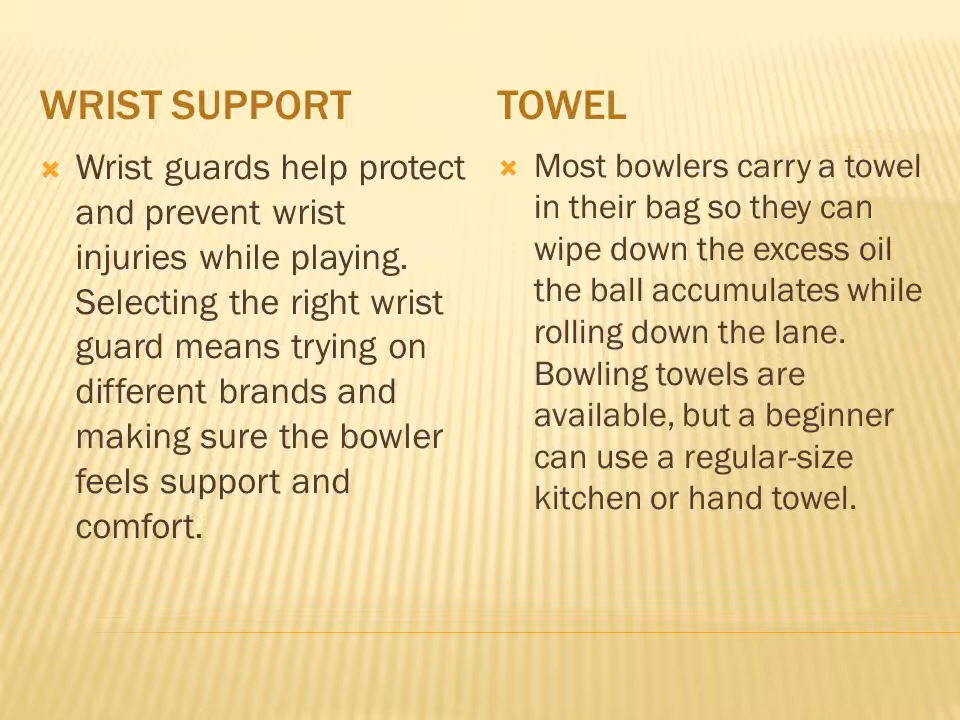 WRIST SUPPORT
Wrist guards help protect
and prevent wrist
injuries while playing.
Selecting the right wrist
guard means trying on
different brands and
making sure the bowler
feels support and
comfort.
TOWEL
Most bowlers carry a towel
in their bag so they can
wipe down the excess oil
the ball accumulates while
rolling down the lane.
Bowling towels are
available, but a beginner
can use a regular-size
kitchen or hand towel.